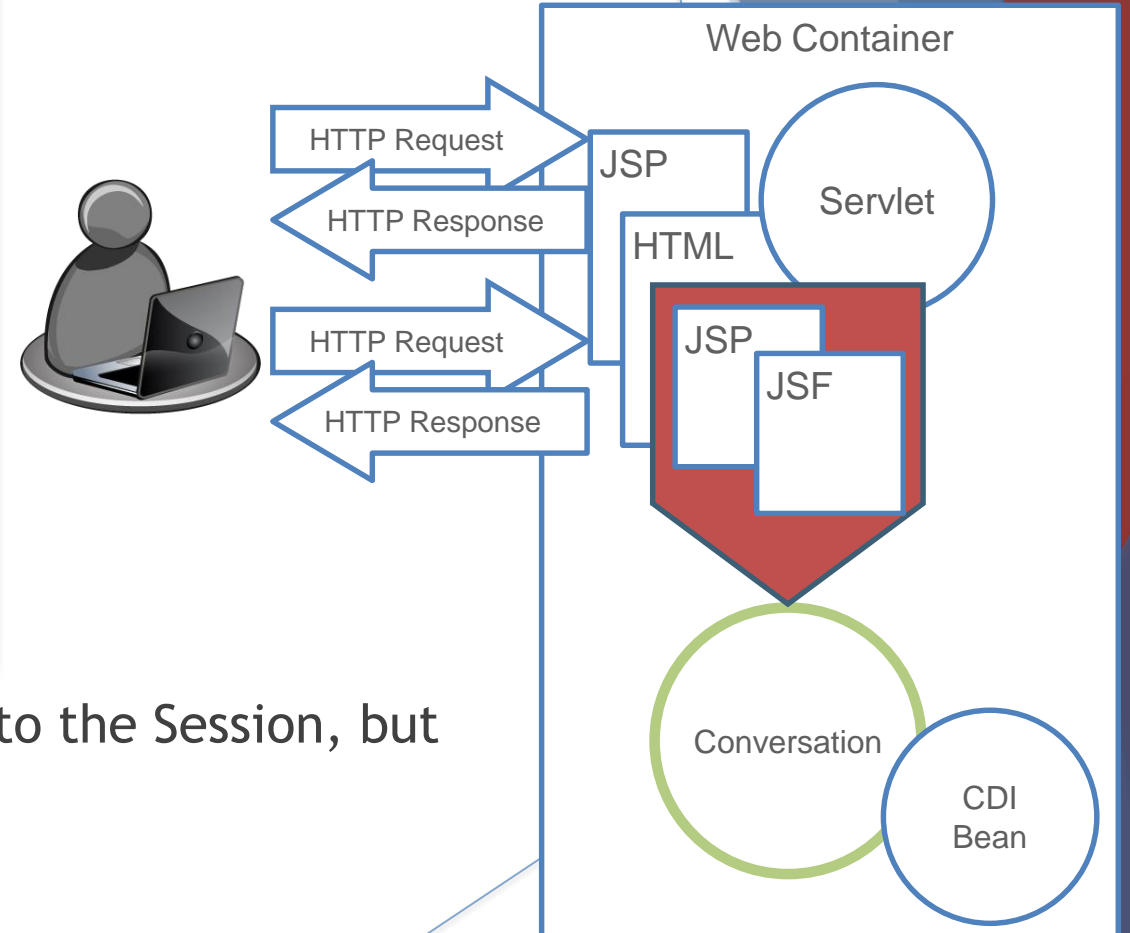 Web Container
HTTP Request
JSP
Servlet
HTTP Response
HTML
HTTP Request
JSP
JSF
HTTP Response
to the Session, but
Conversation
CDI
Bean